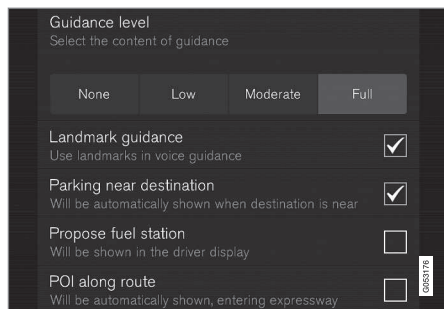 Guidance level
Select the content of guidance
None Low Moderate Full
Landmark guidance
Use landmarks in voice guidance
Parking near destination
Will be automatically shown when destination is near
Propose fuel station
Will be shown in the driver display
POI along route
Will be automatically shown, entering expressway
G053176